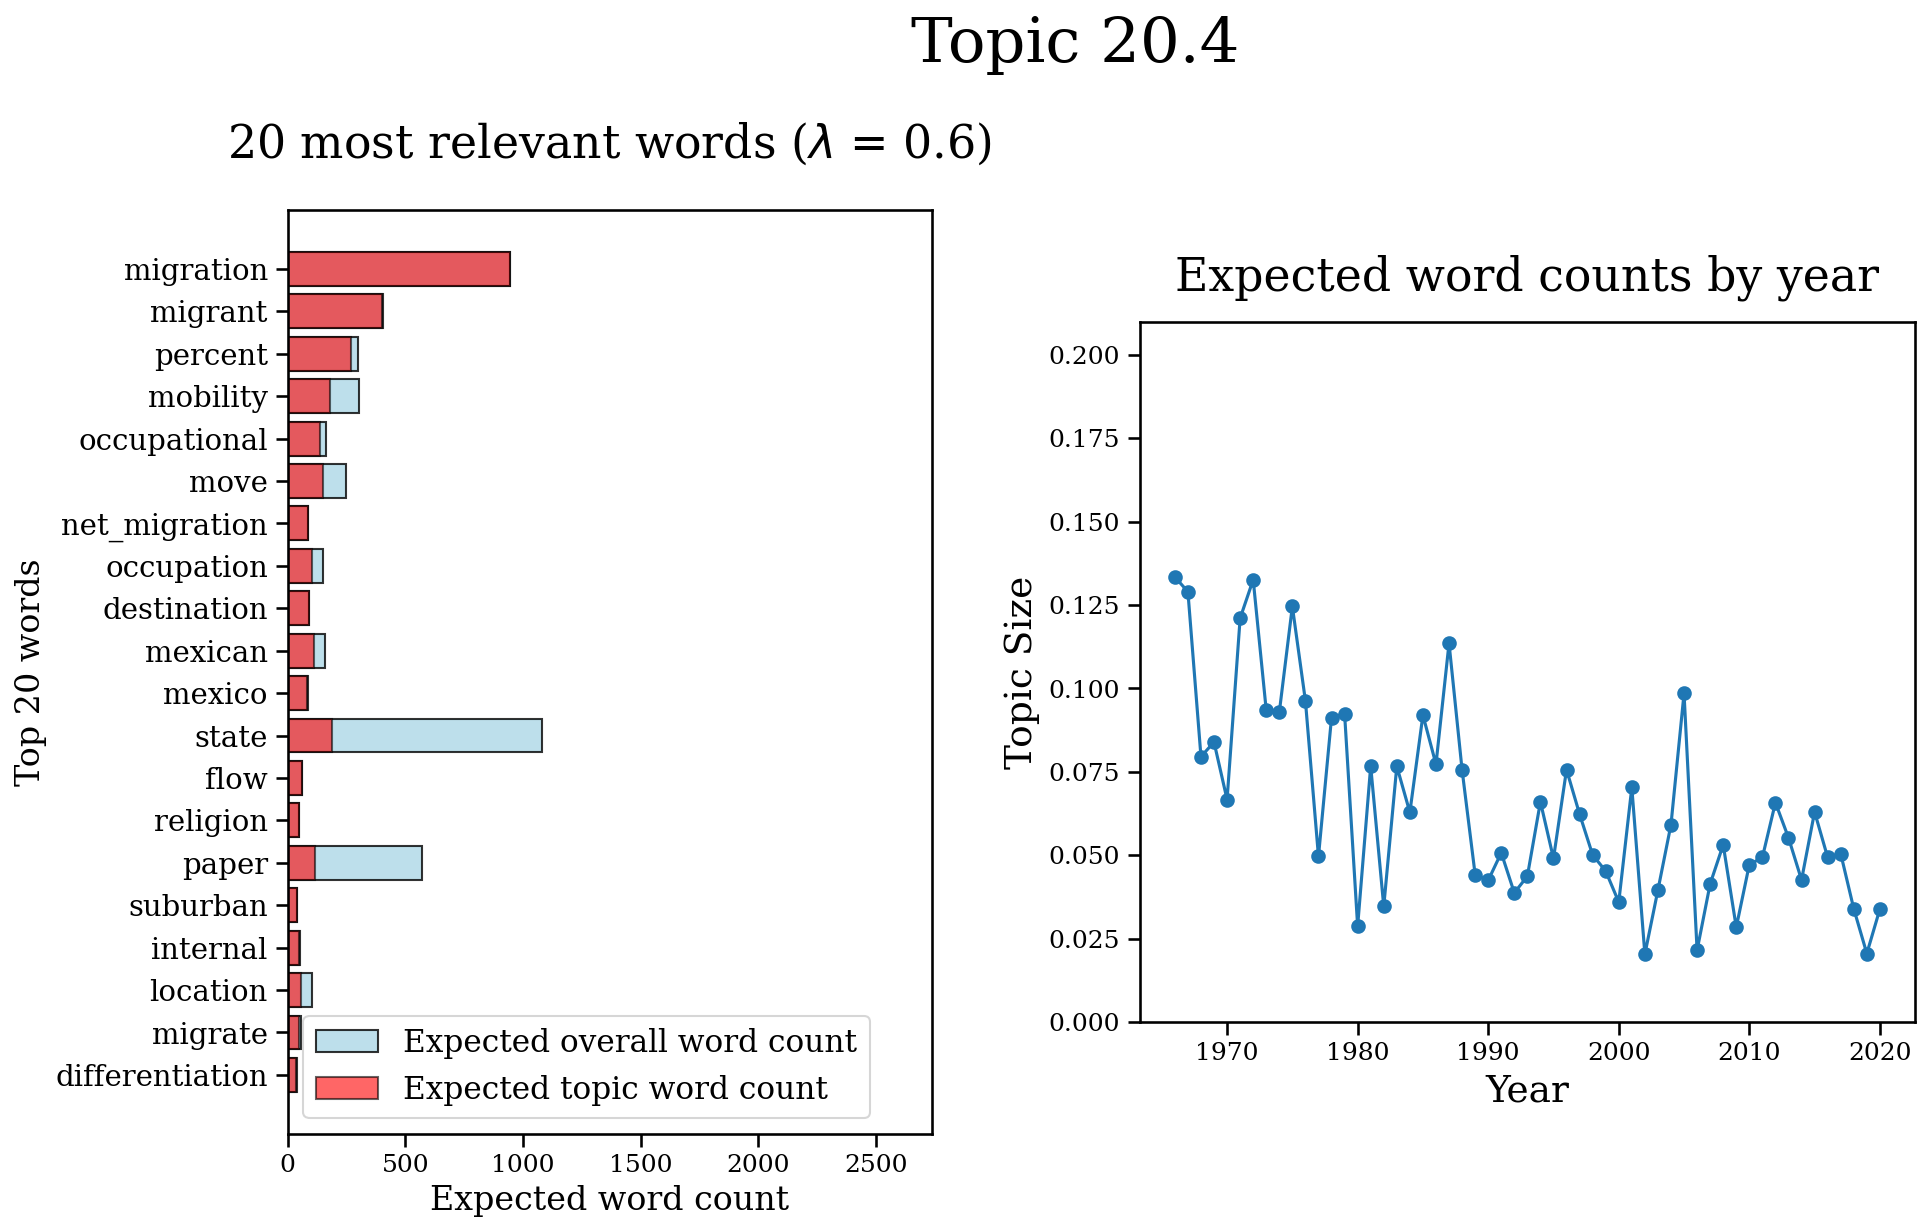 Topic 20.4
20 most relevant words (λ = 0.6)
Top 20 words
migration
migrant
percent
mobility
occupational
move
net_migration
occupation
destination
mexican
mexico
state
flow
religion
paper
suburban
internal
location
migrate
differentiation
Expected overall word count
Expected topic word count
0 500 1000 1500 2000 2500
Expected word count
Expected word counts by year
Topic Size
0.200
0.175
0.150
0.125
0.100
0.075
0.050
0.025
0.000
1970 1980 1990 2000 2010 2020
Year